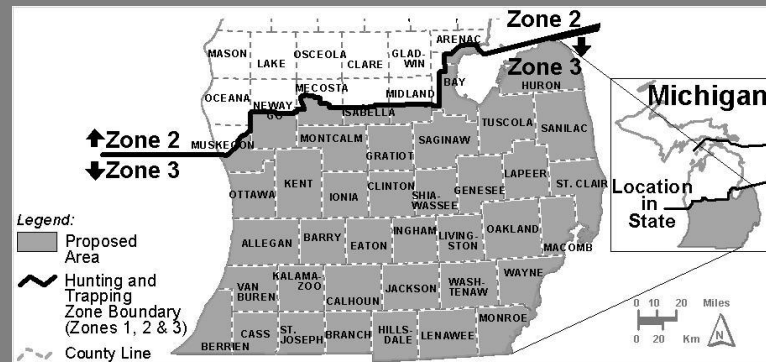 Zone 2
Zone 3
ARENAC
MASON
LAKE
OSCEOLA
CLARE
GLAD-
WIN
BAY
HURON
OCEANA
NEWAY-
GO
MECOSTA
ISABELLA
MIDLAND
Zone 2
Zone 3
MUSKEGON
MONTCALM
GRATIOT
SAGINAW
TUSCOLA
SANILAC
OTTAWA
KENT
IONIA
CLINTON
SHIA-
WASSEE
GENESEE
LAPEER
ST. CLAIR
ALLEGAN
BARRY
EATON
INGHAM
LIVING-
STON
OAKLAND
MACOMB
VAN
BUREN
KALAMA-
ZOO
CALHOUN
JACKSON
WASH-
TENAW
WAYNE
BERRIEN
CASS
ST.
JOSEPH
BRANCH
HILLS-
DALE
LENAWEE
MONROE
Legend:
Proposed
Area
Hunting and
Trapping
Zone Boundary
(Zones 1, 2 & 3)
County Line
Michigan
Location
in
State
0 10 20 Miles
0 20 Km
N